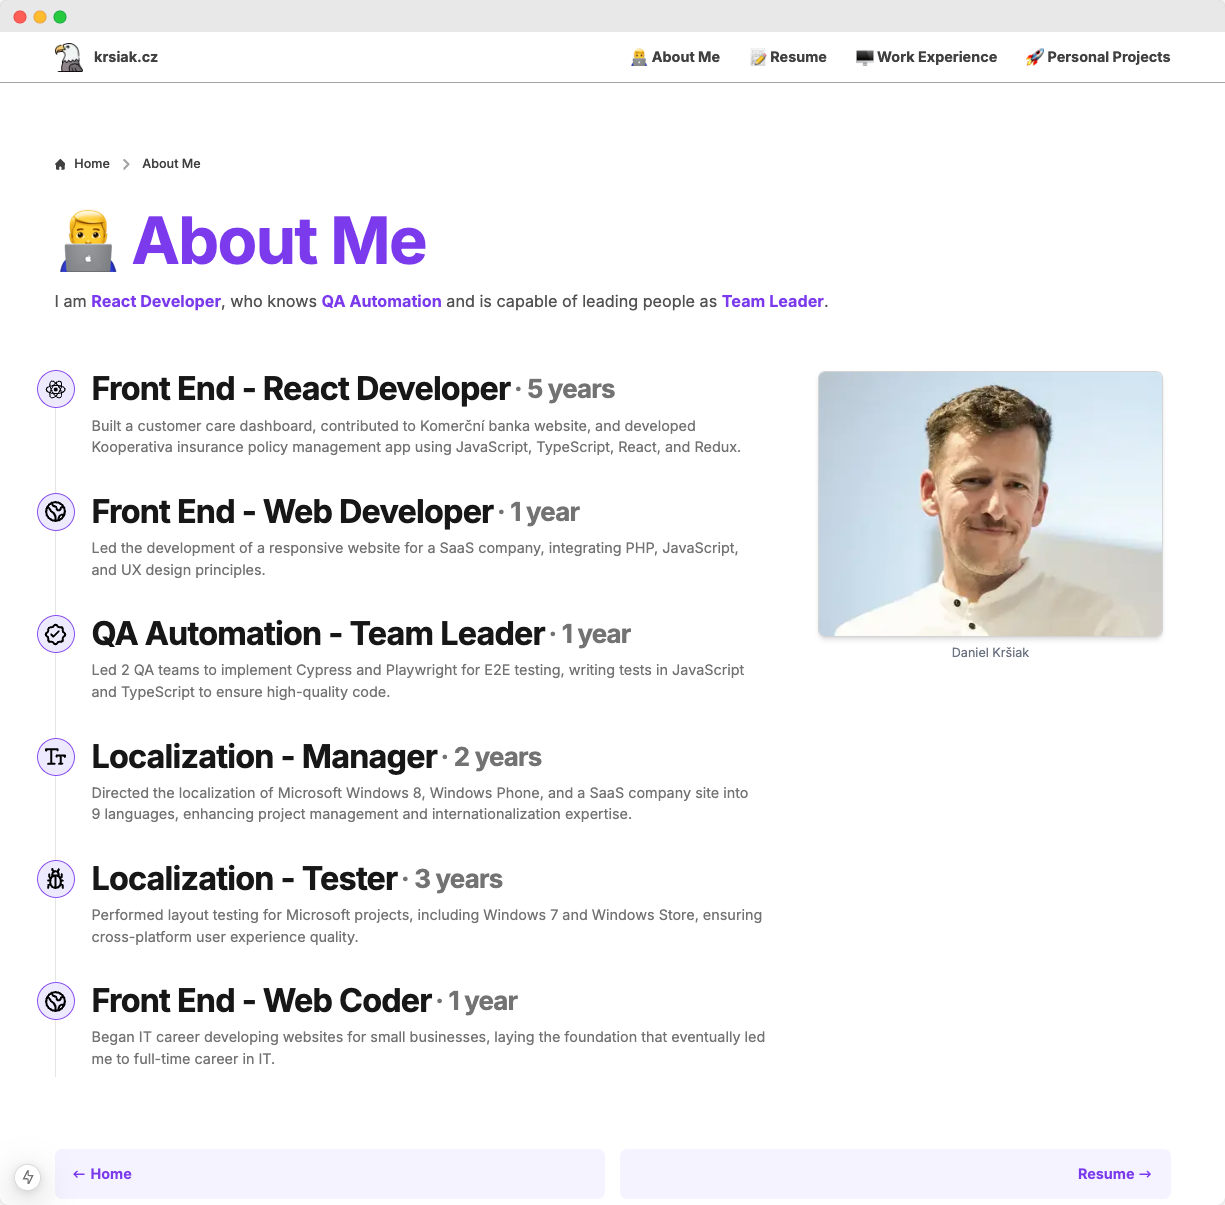 krsiak.cz
About Me
Resume
Work Experience
Personal Projects
Home
About Me
About Me
I am React Developer, who knows QA Automation and is capable of leading people as Team Leader.
Front End - React Developer · 5 years
Built a customer care dashboard, contributed to Komerční banka website, and developed
Kooperativa insurance policy management app using JavaScript, TypeScript, React, and Redux.
Front End - Web Developer · 1 year
Led the development of a responsive website for a SaaS company, integrating PHP, JavaScript,
and UX design principles.
QA Automation - Team Leader · 1 year
Led 2 QA teams to implement Cypress and Playwright for E2E testing, writing tests in JavaScript
and TypeScript to ensure high-quality code.
Localization - Manager · 2 years
Directed the localization of Microsoft Windows 8, Windows Phone, and a SaaS company site into
9 languages, enhancing project management and internationalization expertise.
Localization - Tester · 3 years
Performed layout testing for Microsoft projects, including Windows 7 and Windows Store, ensuring
cross-platform user experience quality.
Front End - Web Coder · 1 year
Began IT career developing websites for small businesses, laying the foundation that eventually led
me to full-time career in IT.
Daniel Kršiak
← Home
Resume →